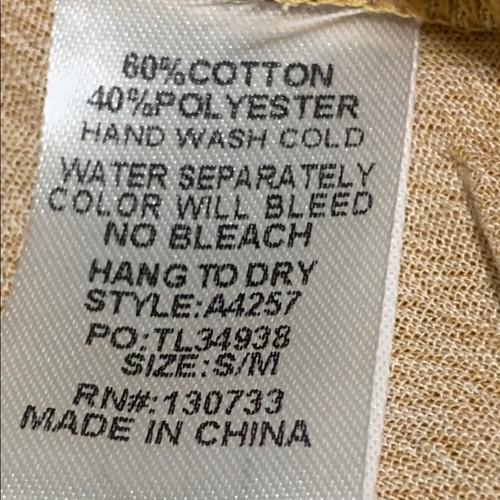 60%COTTON
40%POLYESTER
HAND WASH COLD
WATER SEPARATELY
COLOR WILL BLEED
NO BLEACH
HANG TO DRY
STYLE:A4257
PO:TL34938
SIZE:S/M
RN#:130733
MADE IN CHINA